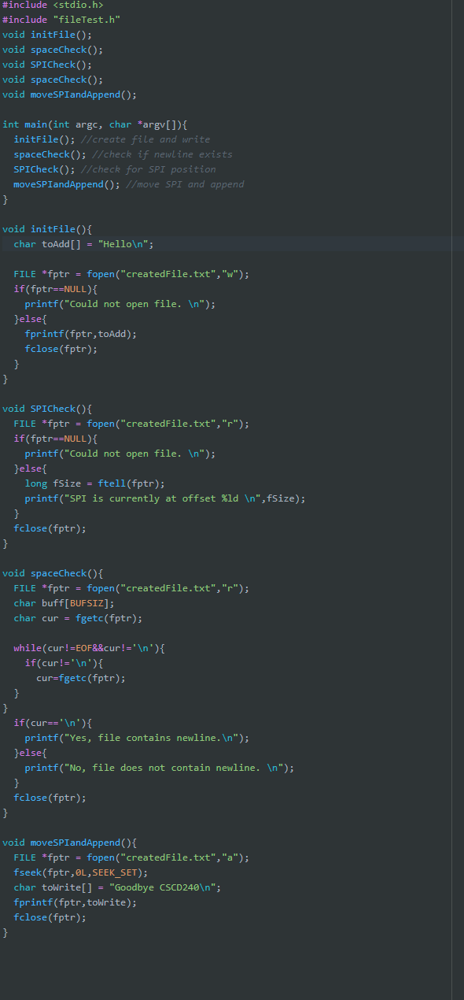 #include <stdio.h>
#include "fileTest.h"
void initFile();
void spaceCheck();
void SPICheck();
void spaceCheck();
void moveSPIandAppend();
int main(int argc, char *argv[]){
initFile(); //create file and write
spaceCheck(); //check if newline exists
SPICheck(); //check for SPI position
moveSPIandAppend(); //move SPI and append
}
void initFile(){
char toAdd[] = "Hello\n";
FILE *fptr = fopen("createdFile.txt","w");
if(fptr==NULL){
printf("Could not open file. \n");
}else{
fprintf(fptr,toAdd);
fclose(fptr);
}
}
void SPICheck(){
FILE *fptr = fopen("createdFile.txt","r");
if(fptr==NULL){
printf("Could not open file. \n");
}else{
long fSize = ftell(fptr);
printf("SPI is currently at offset %ld \n",fSize);
}
fclose(fptr);
}
void spaceCheck(){
FILE *fptr = fopen("createdFile.txt","r");
char buff[BUFSIZ];
char cur = fgetc(fptr);
while(cur!=EOF&&cur!='\n'){
if(cur!='\n'){
cur=fgetc(fptr);
}
}
if(cur=='\n'){
printf("Yes, file contains newline.\n");
}else{
printf("No, file does not contain newline. \n");
}
fclose(fptr);
}
void moveSPIandAppend(){
FILE *fptr = fopen("createdFile.txt","a");
fseek(fptr,0L,SEEK_SET);
char toWrite[] = "Goodbye CSCD240\n";
fprintf(fptr,toWrite);
fclose(fptr);
}